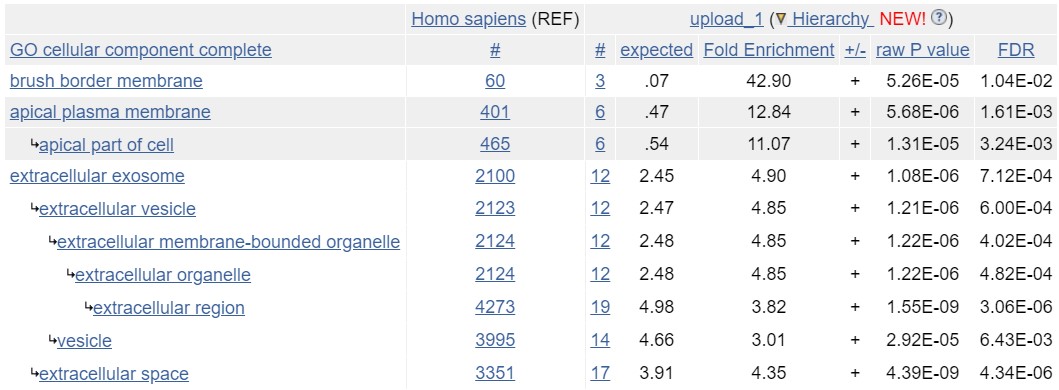 Homo sapiens (REF) upload_1 (▼ Hierarchy NEW! ?)
GO cellular component complete # # expected Fold Enrichment +/- raw P value FDR
brush border membrane 60 3 .07 42.90 + 5.26E-05 1.04E-02
apical plasma membrane 401 6 .47 12.84 + 5.68E-06 1.61E-03
↳apical part of cell 465 6 .54 11.07 + 1.31E-05 3.24E-03
extracellular exosome 2100 12 2.45 4.90 + 1.08E-06 7.12E-04
↳extracellular vesicle 2123 12 2.47 4.85 + 1.21E-06 6.00E-04
↳extracellular membrane-bounded organelle 2124 12 2.48 4.85 + 1.22E-06 4.02E-04
↳extracellular organelle 2124 12 2.48 4.85 + 1.22E-06 4.82E-04
↳extracellular region 4273 19 4.98 3.82 + 1.55E-09 3.06E-06
↳vesicle 3995 14 4.66 3.01 + 2.92E-05 6.43E-03
↳extracellular space 3351 17 3.91 4.35 + 4.39E-09 4.34E-06